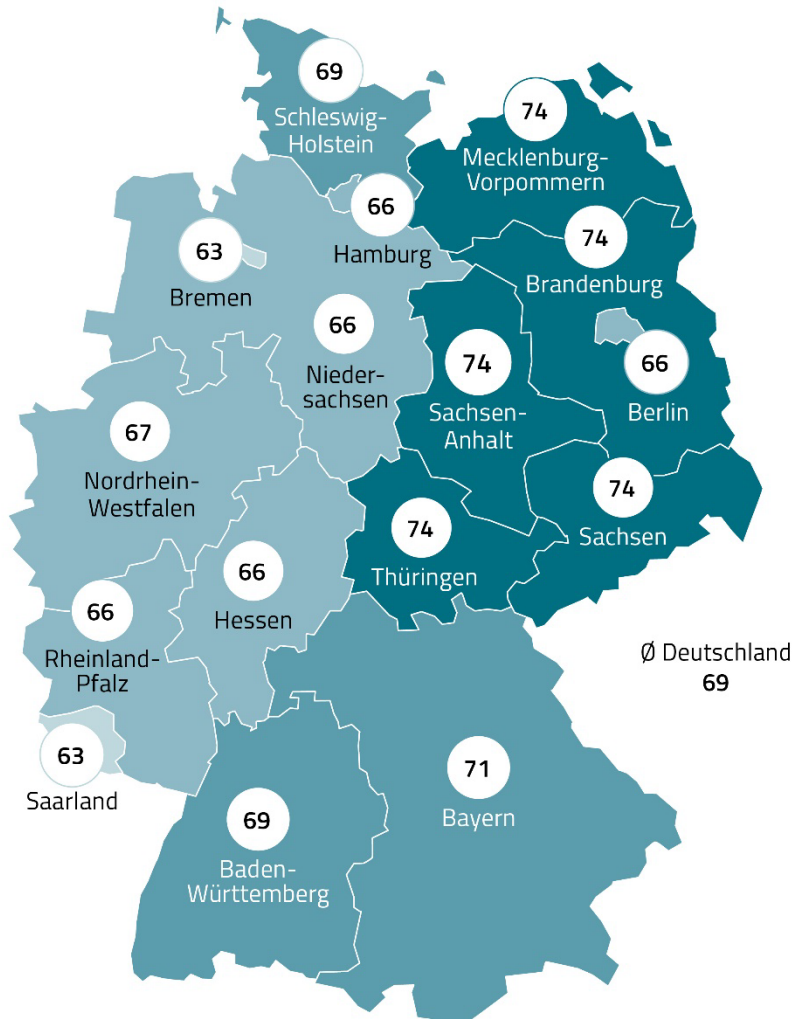 69
Schleswig-
Holstein
74
Mecklenburg-
Vorpommern
66
Hamburg
63
Bremen
74
Brandenburg
66
Nieder-
sachsen
74
Sachsen-
Anhalt
66
Berlin
67
Nordrhein-
Westfalen
74
Sachsen
74
Thüringen
66
Hessen
66
Rheinland-
Pfalz
Ø Deutschland
69
63
Saarland
71
Bayern
69
Baden-
Württemberg